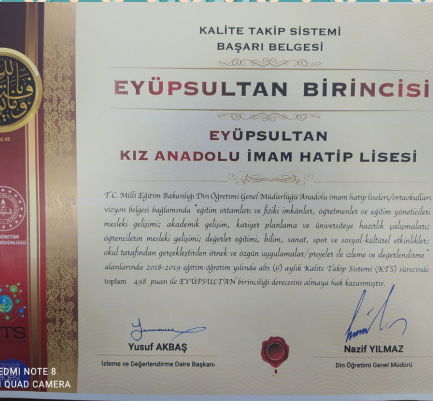 KALİTE TAKİP SİSTEMİ
BAŞARI BELGESİ
EYÜPSULTAN BİRİNCİSİ
EYÜPSULTAN
KIZ ANADOLU İMAM HATİP LİSESİ
T.C. Milli Eğitim Bakanlığı Din Öğretimi Genel Müdürlüğü Anadolu imam hatip liseleri/ortaokulları
vizyon belgesi bağlamında "eğitim ortamları ve fiziki imkânlar, öğretmenler ve eğitim yöneticileri
mesleki gelişimi; akademik gelişim, kariyer planlama ve üniversiteye hazırlık çalışmaları;
öğrencilerin mesleki gelişimi; değerler eğitimi, bilim, sanat, spor ve sosyal-kültürel etkinlikler;
okul tarafından gerçekleştirilen örnek ve özgün uygulamalar/projeler ile izleme ve değerlendirme"
alanlarında 2018-2019 eğitim-öğretim yılında altı (6) aylık Kalite Takip Sistemi (KTS) sürecinde
toplam 498 puan ile EYÜPSULTAN birinciliği derecesini almaya hak kazanmıştır.
Yusuf AKBAŞ
İzleme ve Değerlendirme Daire Başkanı
Nazif YILMAZ
Din Öğretimi Genel Müdürü
EDMI NOTE 8
QUAD CAMERA